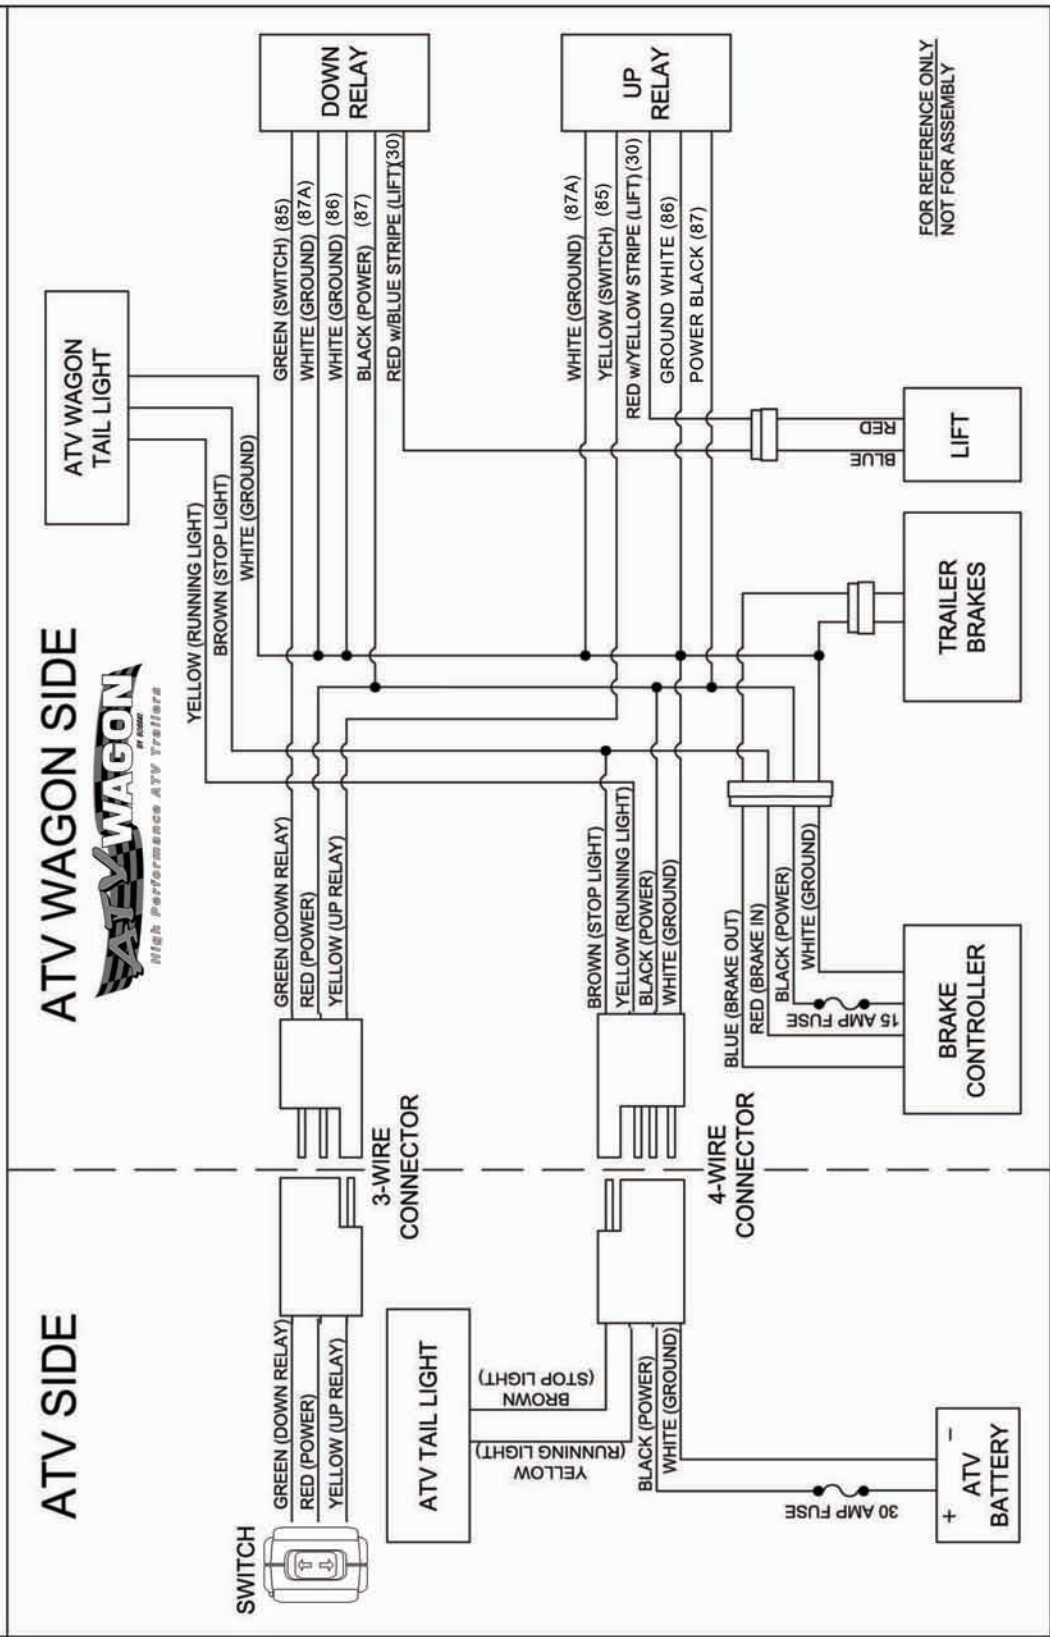 ATV SIDE
ATV WAGON SIDE
ATV WAGON
BY ROGAN
High Performance ATV Trailers
SWITCH
GREEN (DOWN RELAY)
RED (POWER)
YELLOW (UP RELAY)
3-WIRE
CONNECTOR
GREEN (DOWN RELAY)
RED (POWER)
YELLOW (UP RELAY)
YELLOW (RUNNING LIGHT)
BROWN (STOP LIGHT)
WHITE (GROUND)
ATV WAGON
TAIL LIGHT
GREEN (SWITCH) (85)
WHITE (GROUND) (87A)
WHITE (GROUND) (86)
BLACK (POWER) (87)
RED w/BLUE STRIPE (LIFT)(30)
DOWN
RELAY
ATV TAIL LIGHT
BROWN
(STOP LIGHT)
YELLOW
(RUNNING LIGHT)
BLACK (POWER)
WHITE (GROUND)
30 AMP FUSE
+ −
ATV
BATTERY
4-WIRE
CONNECTOR
BROWN (STOP LIGHT)
YELLOW (RUNNING LIGHT)
BLACK (POWER)
WHITE (GROUND)
WHITE (GROUND) (87A)
YELLOW (SWITCH) (85)
RED w/YELLOW STRIPE (LIFT) (30)
GROUND WHITE (86)
POWER BLACK (87)
UP
RELAY
BLUE (BRAKE OUT)
RED (BRAKE IN)
BLACK (POWER)
WHITE (GROUND)
15 AMP FUSE
BRAKE
CONTROLLER
TRAILER
BRAKES
BLUE
RED
LIFT
FOR REFERENCE ONLY
NOT FOR ASSEMBLY